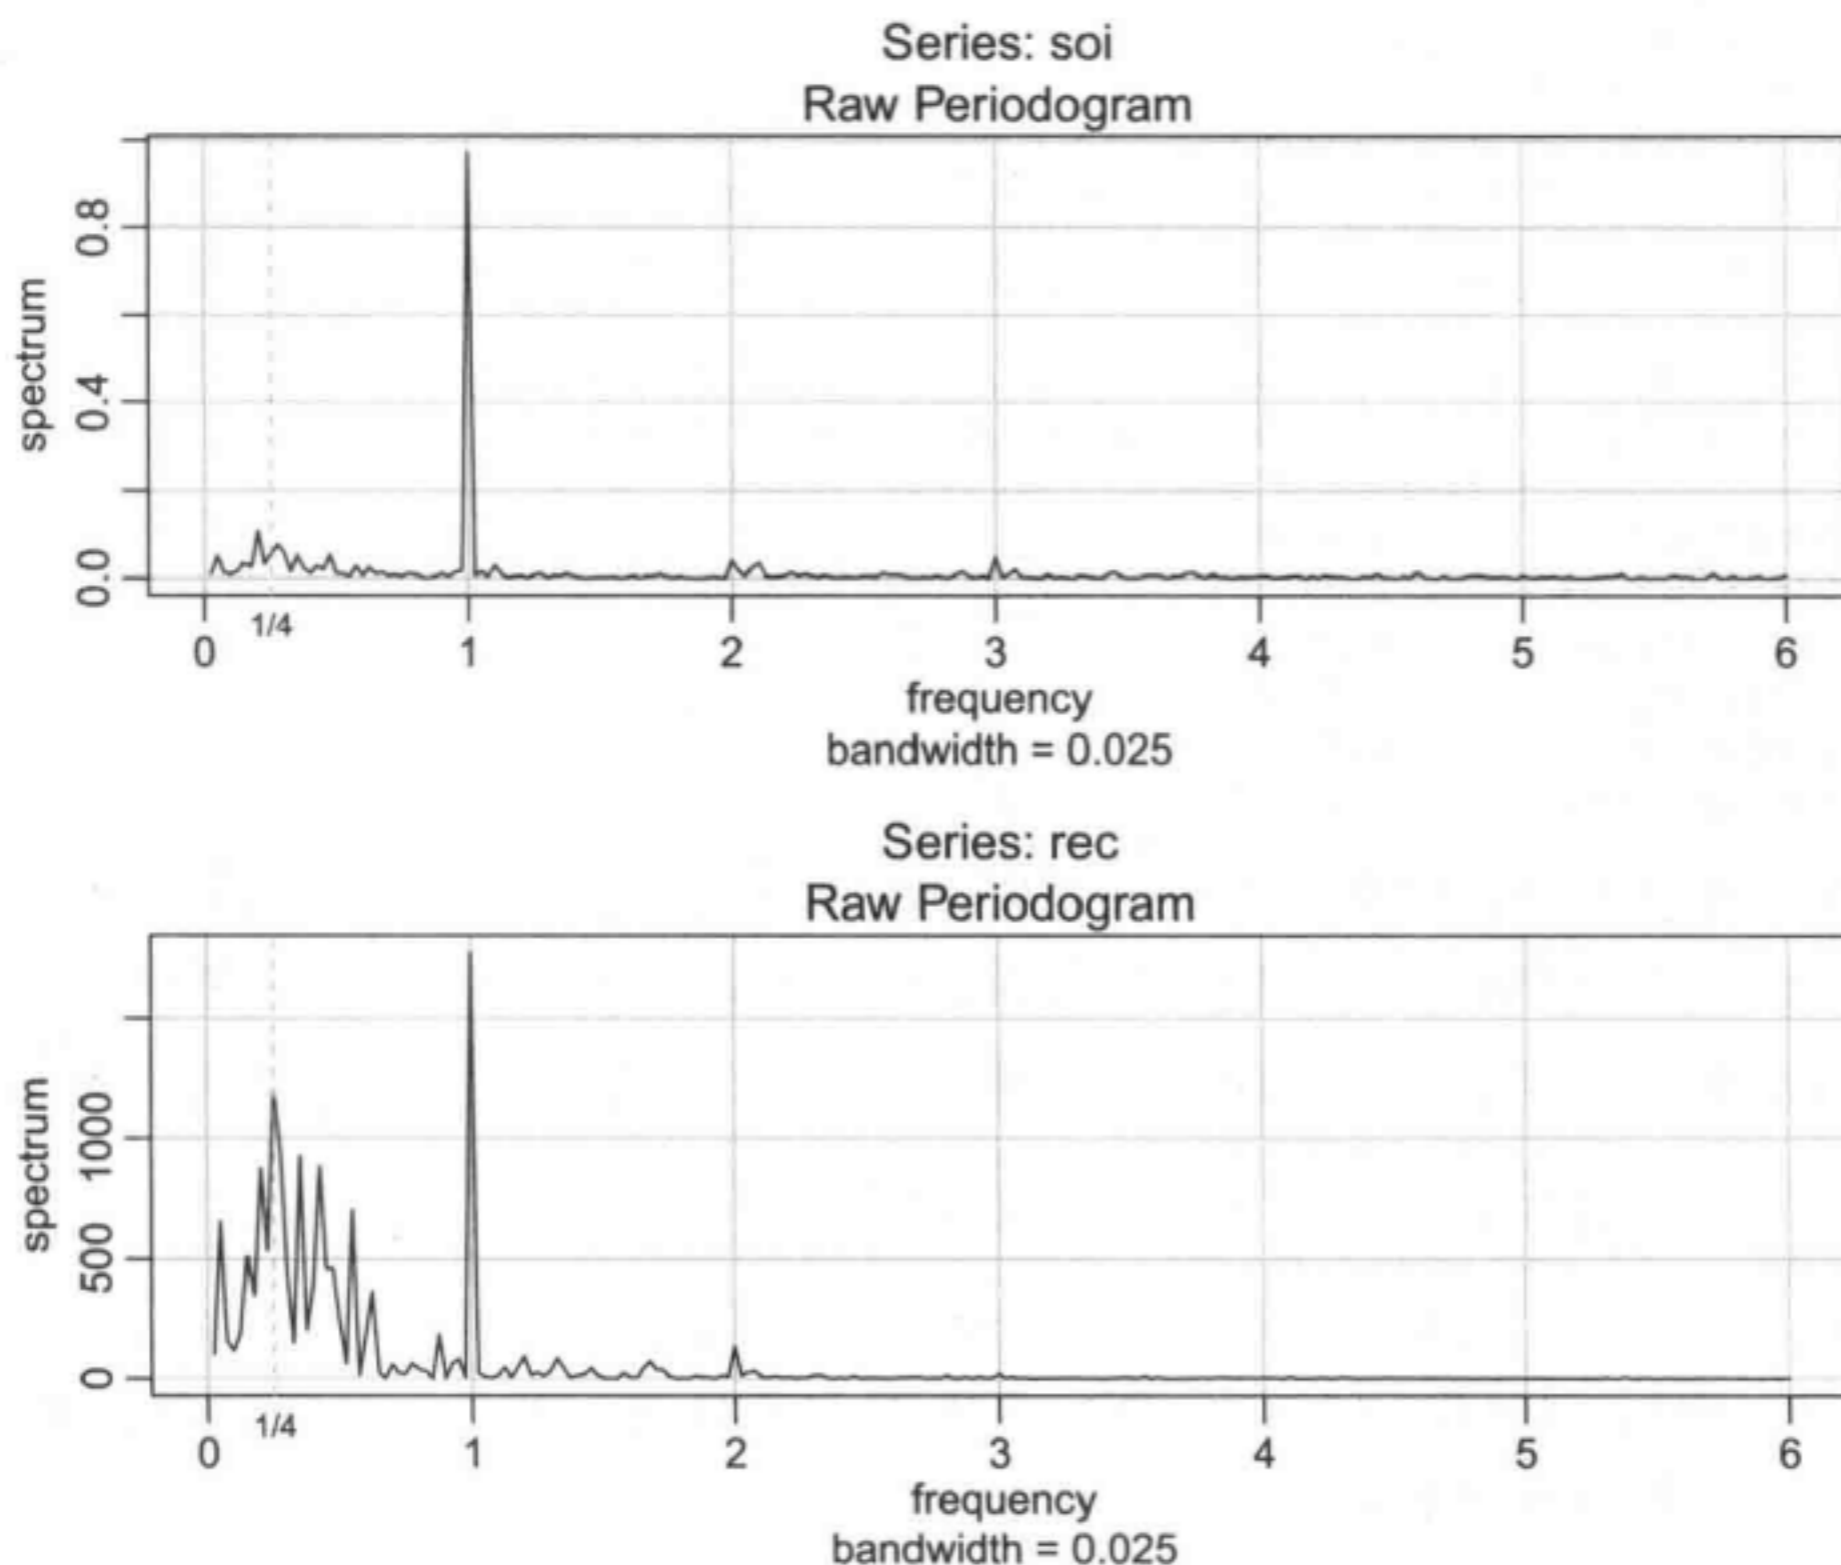 Series: soi
Raw Periodogram
spectrum
0.0 0.4 0.8
1/4
0 1 2 3 4 5 6
frequency
bandwidth = 0.025
Series: rec
Raw Periodogram
spectrum
0 500 1000
1/4
0 1 2 3 4 5 6
frequency
bandwidth = 0.025